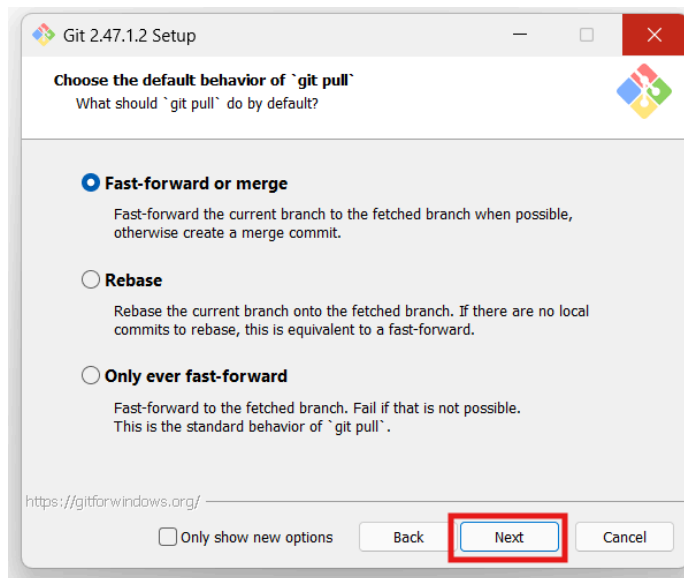 Git 2.47.1.2 Setup
Choose the default behavior of `git pull`
What should `git pull` do by default?
Fast-forward or merge
Fast-forward the current branch to the fetched branch when possible,
otherwise create a merge commit.
Rebase
Rebase the current branch onto the fetched branch. If there are no local
commits to rebase, this is equivalent to a fast-forward.
Only ever fast-forward
Fast-forward to the fetched branch. Fail if that is not possible.
This is the standard behavior of `git pull`.
https://gitforwindows.org/
Only show new options Back Next Cancel